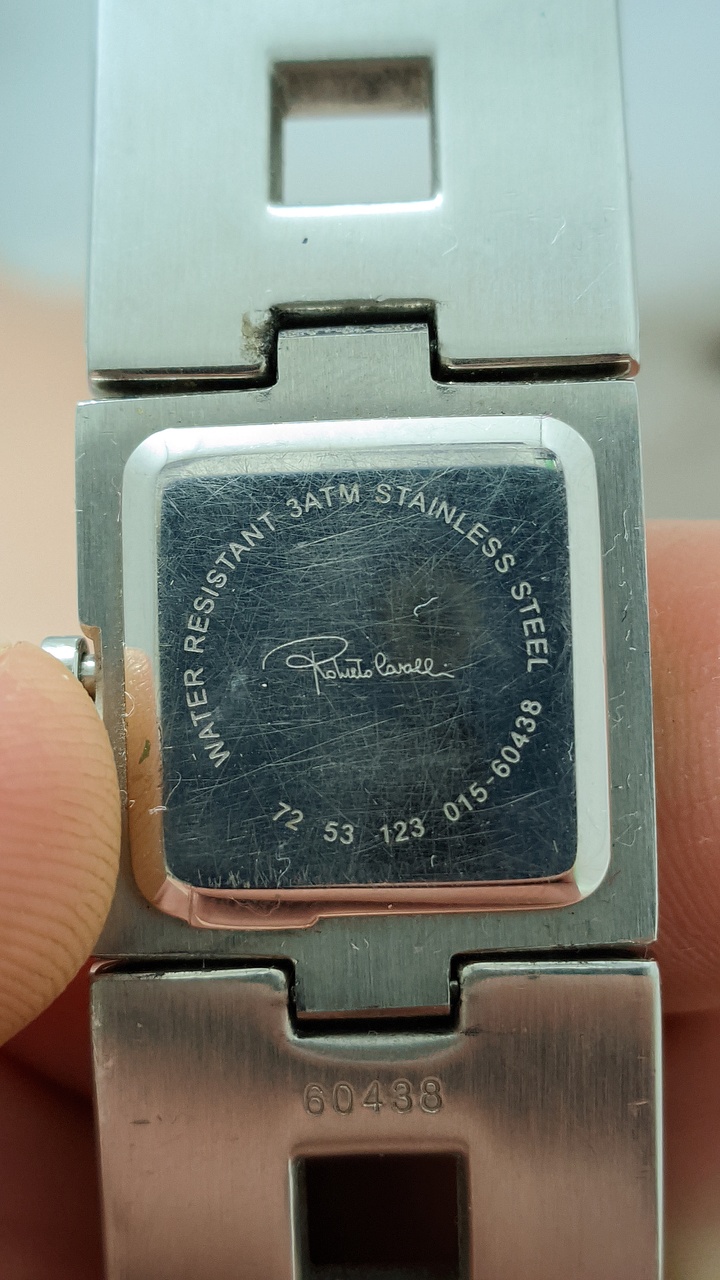 WATER RESISTANT 3ATM STAINLESS STEEL
Roberto Cavalli
72 53 123 015-60438
60438